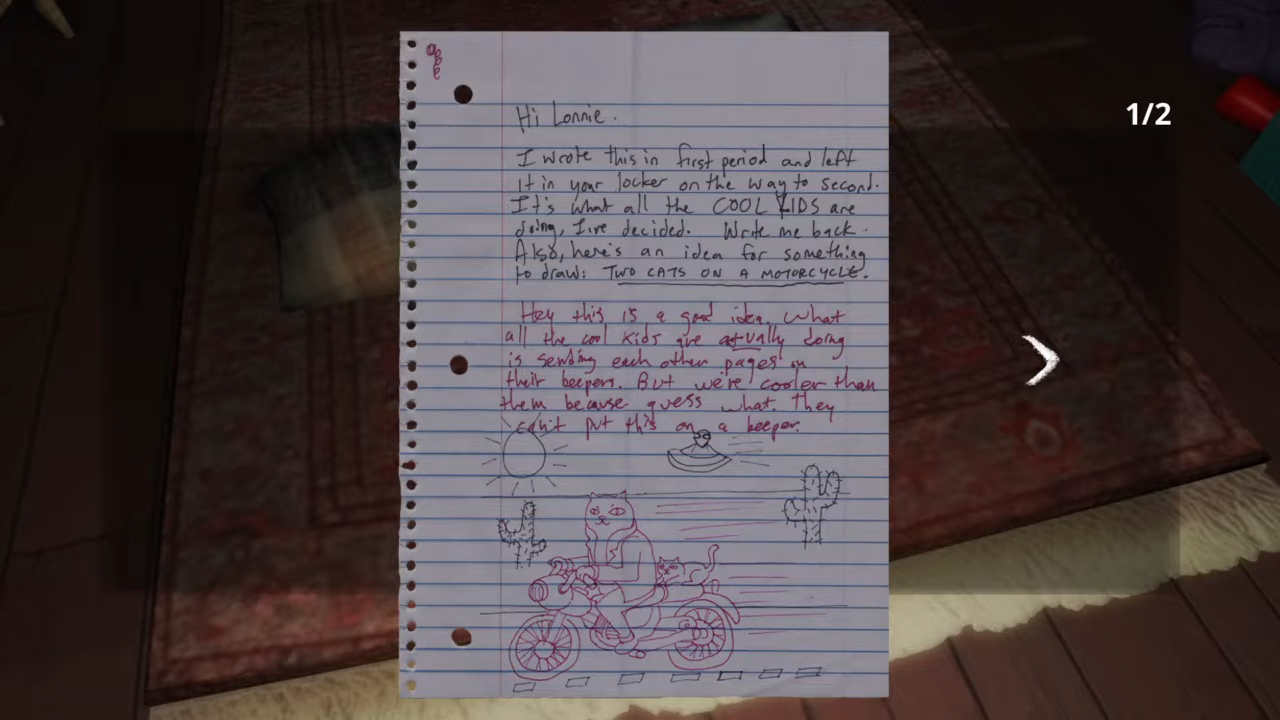 1/2
Hi Lonnie.
I wrote this in first period and left
it in your locker on the way to second.
It's what all the COOL KIDS are
doing, I've decided. Write me back.
Also, here's an idea for something
to draw: TWO CATS ON A MOTORCYCLE.
Hey this is a good idea. What
all the cool kids are actually doing
is sending each other pages on
their beepers. But we're cooler than
them because guess what. They
can't put this on a beeper.